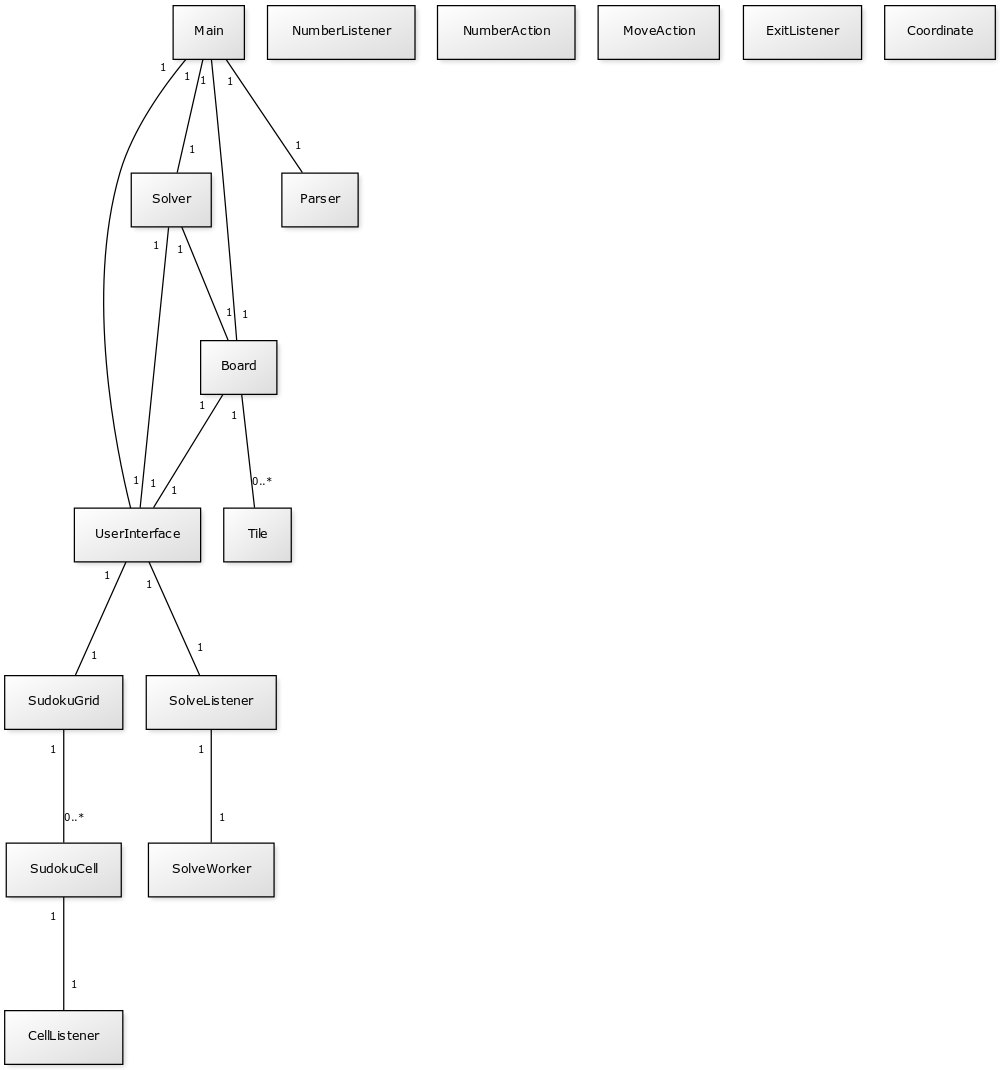 Main
NumberListener
NumberAction
MoveAction
ExitListener
Coordinate
1
1
1
1
1
1
Solver
Parser
1
1
1
1
Board
1
1
0..*
1
1
1
UserInterface
Tile
1
1
1
1
SudokuGrid
SolveListener
1
1
0..*
1
SudokuCell
SolveWorker
1
1
CellListener